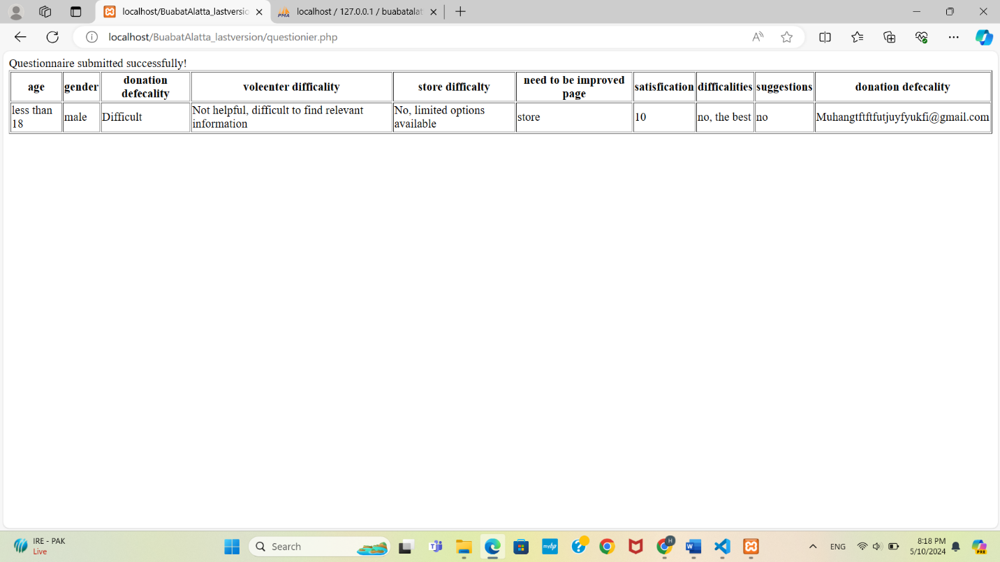 localhost/BuabatAlatta_lastversio
localhost / 127.0.0.1 / buabatalat
localhost/BuabatAlatta_lastversion/questionier.php
Questionnaire submitted successfully!
age
gender
donation
defecality
voleenter difficality
store difficalty
need to be improved
page
satisfication
difficalities
suggestions
donation defecality
less than
18
male
Difficult
Not helpful, difficult to find relevant
information
No, limited options
available
store
10
no, the best
no
Muhangtftftfutjuyfyukfi@gmail.com
IRE - PAK
Live
Search
myhp
H
ENG
8:18 PM
5/10/2024
PRE